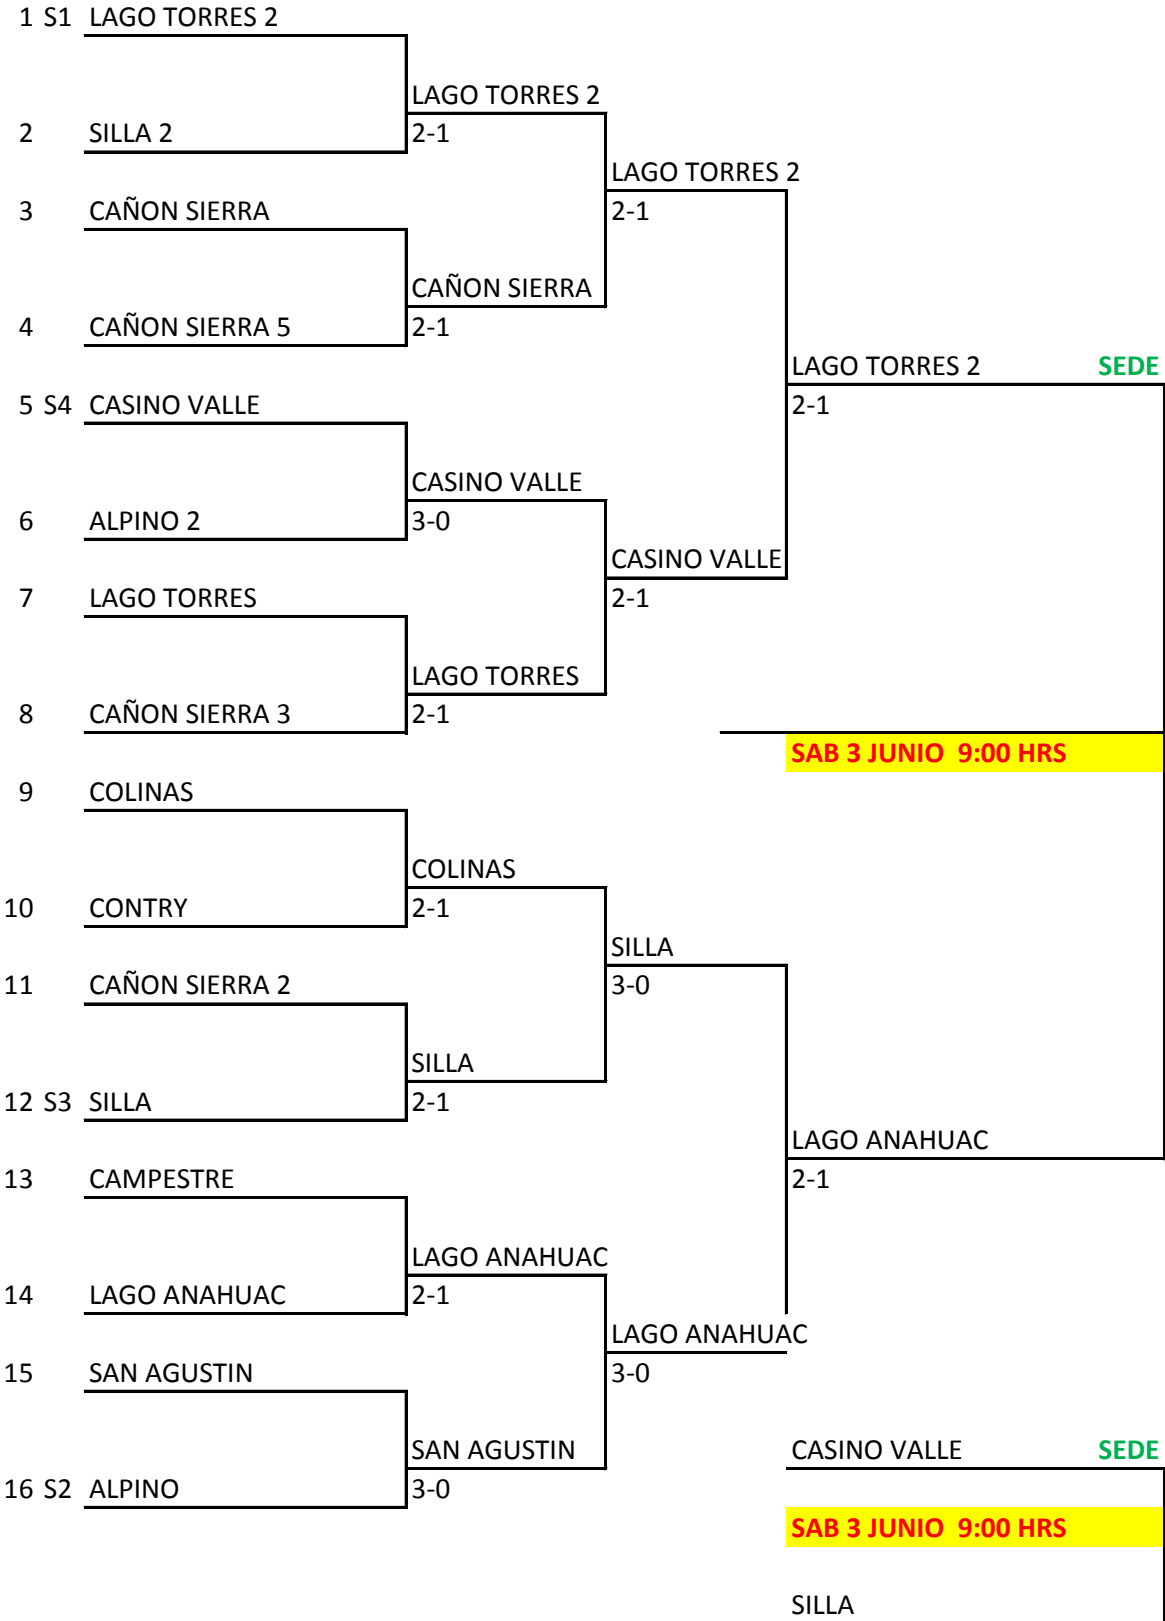 1 S1 LAGO TORRES 2
LAGO TORRES 2
2 SILLA 2 2-1
LAGO TORRES 2
3 CAÑON SIERRA 2-1
CAÑON SIERRA
4 CAÑON SIERRA 5 2-1
LAGO TORRES 2 SEDE
5 S4 CASINO VALLE 2-1
CASINO VALLE
6 ALPINO 2 3-0
CASINO VALLE
7 LAGO TORRES 2-1
LAGO TORRES
8 CAÑON SIERRA 3 2-1
SAB 3 JUNIO 9:00 HRS
9 COLINAS
COLINAS
10 CONTRY 2-1
SILLA
11 CAÑON SIERRA 2 3-0
SILLA
12 S3 SILLA 2-1
LAGO ANAHUAC
13 CAMPESTRE 2-1
LAGO ANAHUAC
14 LAGO ANAHUAC 2-1
LAGO ANAHUAC
15 SAN AGUSTIN 3-0
SAN AGUSTIN CASINO VALLE SEDE
16 S2 ALPINO 3-0
SAB 3 JUNIO 9:00 HRS
SILLA